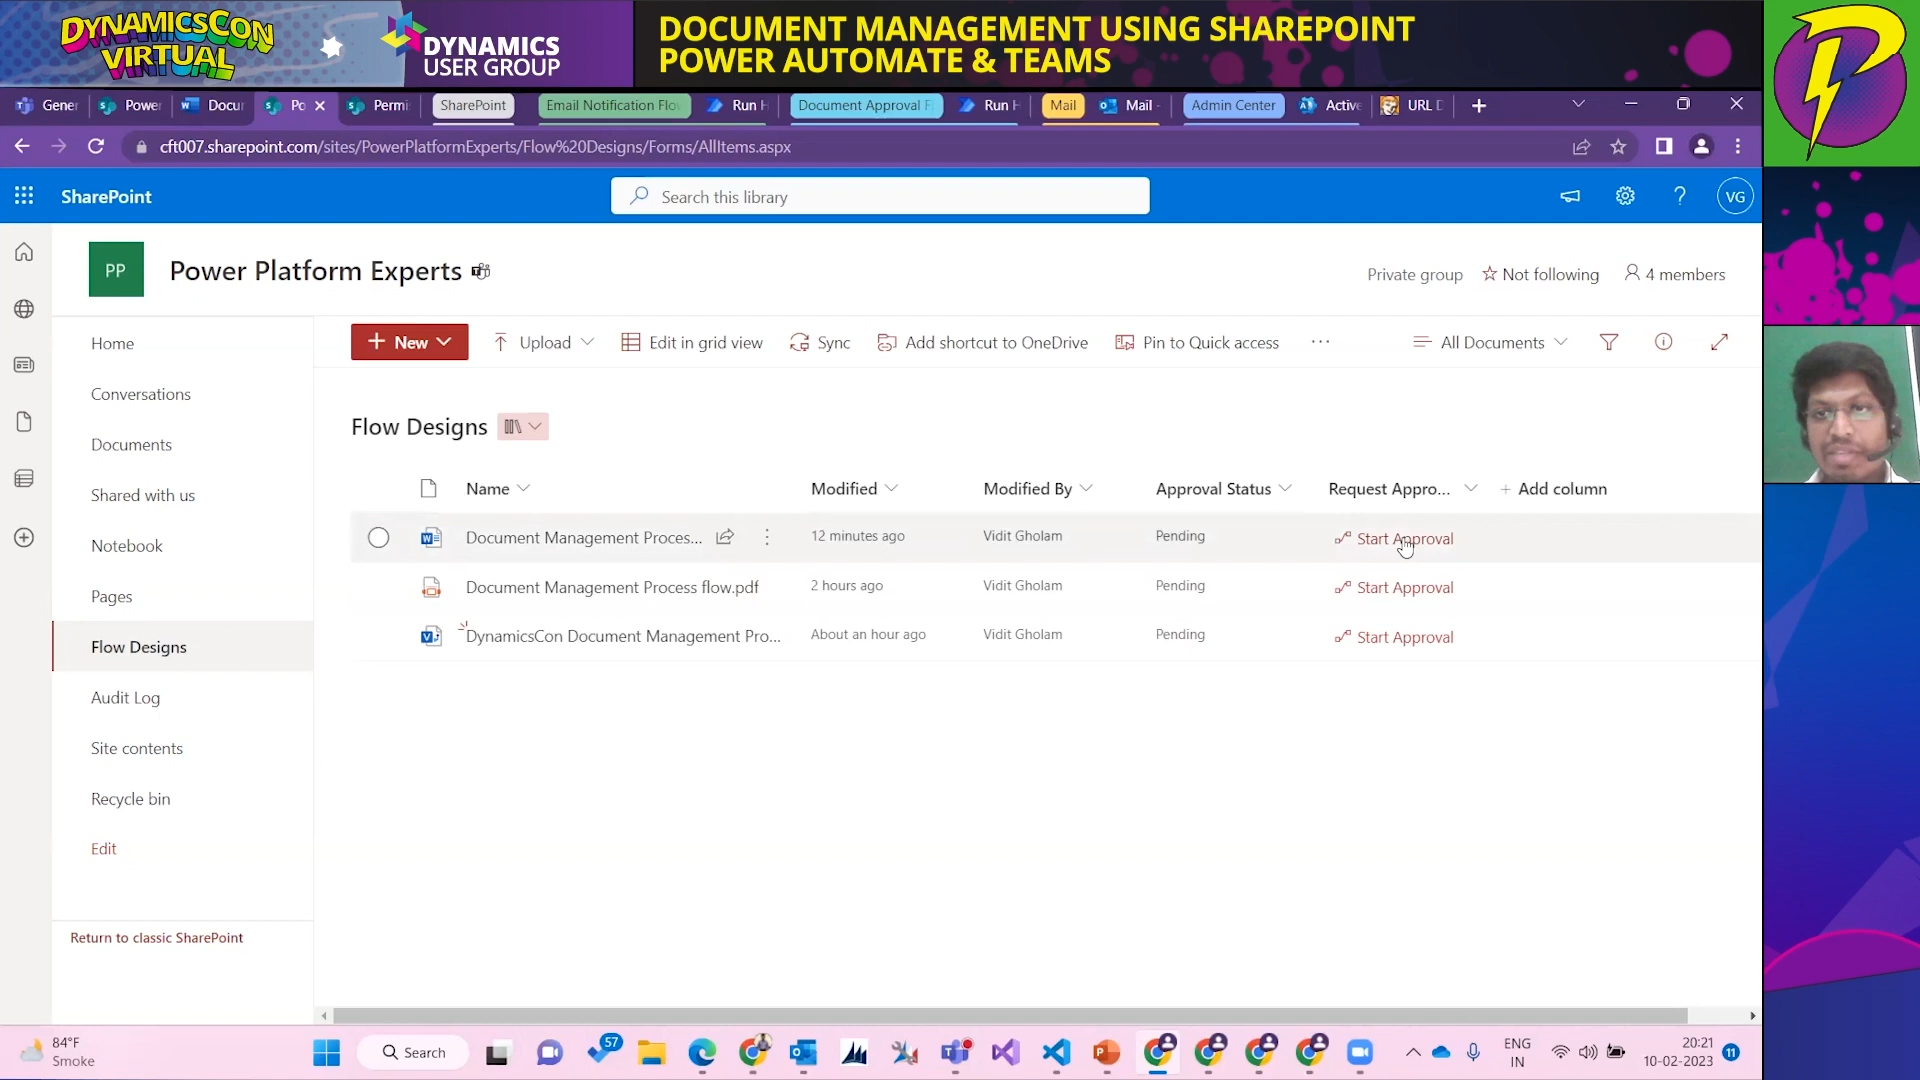 DYNAMICSCON
VIRTUAL
DYNAMICS
USER GROUP
DOCUMENT MANAGEMENT USING SHAREPOINT
POWER AUTOMATE & TEAMS
Gener
Power
Docur
Po
Permi
SharePoint
Email Notification Flo
Run H
Document Approval F
Run H
Mail
Mail -
Admin Center
Active
URL D
cft007.sharepoint.com/sites/PowerPlatformExperts/Flow%20Designs/Forms/AllItems.aspx
SharePoint
Search this library
VG
PP
Power Platform Experts
Private group
Not following
4 members
Home
Conversations
Documents
Shared with us
Notebook
Pages
Flow Designs
Audit Log
Site contents
Recycle bin
Edit
Return to classic SharePoint
+ New
Upload
Edit in grid view
Sync
Add shortcut to OneDrive
Pin to Quick access
...
All Documents
Flow Designs
Name
Modified
Modified By
Approval Status
Request Appro...
+ Add column
Document Management Proces...
12 minutes ago
Vidit Gholam
Pending
Start Approval
Document Management Process flow.pdf
2 hours ago
Vidit Gholam
Pending
Start Approval
DynamicsCon Document Management Pro...
About an hour ago
Vidit Gholam
Pending
Start Approval
84°F
Smoke
Search
57
ENG
IN
20:21
10-02-2023
11